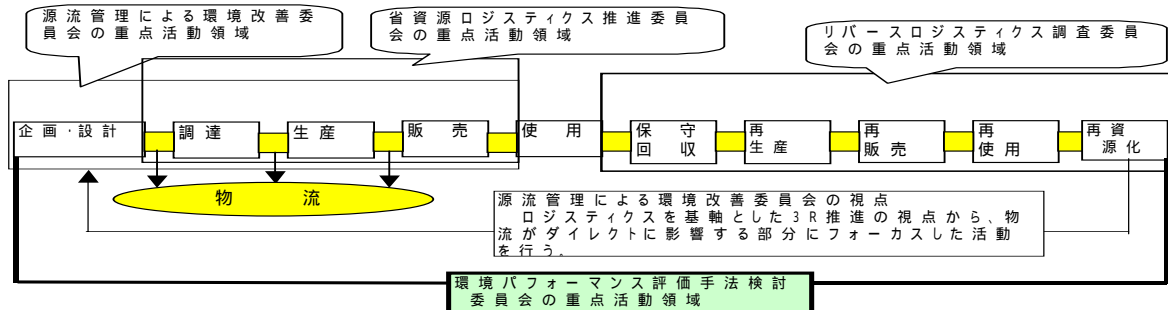 源流管理による環境改善委
員会の重点活動領域
省資源ロジスティクス推進委員
会の重点活動領域
リバースロジスティクス調査委員
会の重点活動領域
企画・設計
調達
生産
販売
使用
保守
回収
再
生産
再
販売
再
使用
再資
源化
物流
源流管理による環境改善委員会の視点
ロジスティクスを基軸とした3R推進の視点から、物
流がダイレクトに影響する部分にフォーカスした活動
を行う。
環境パフォーマンス評価手法検討
委員会の重点活動領域